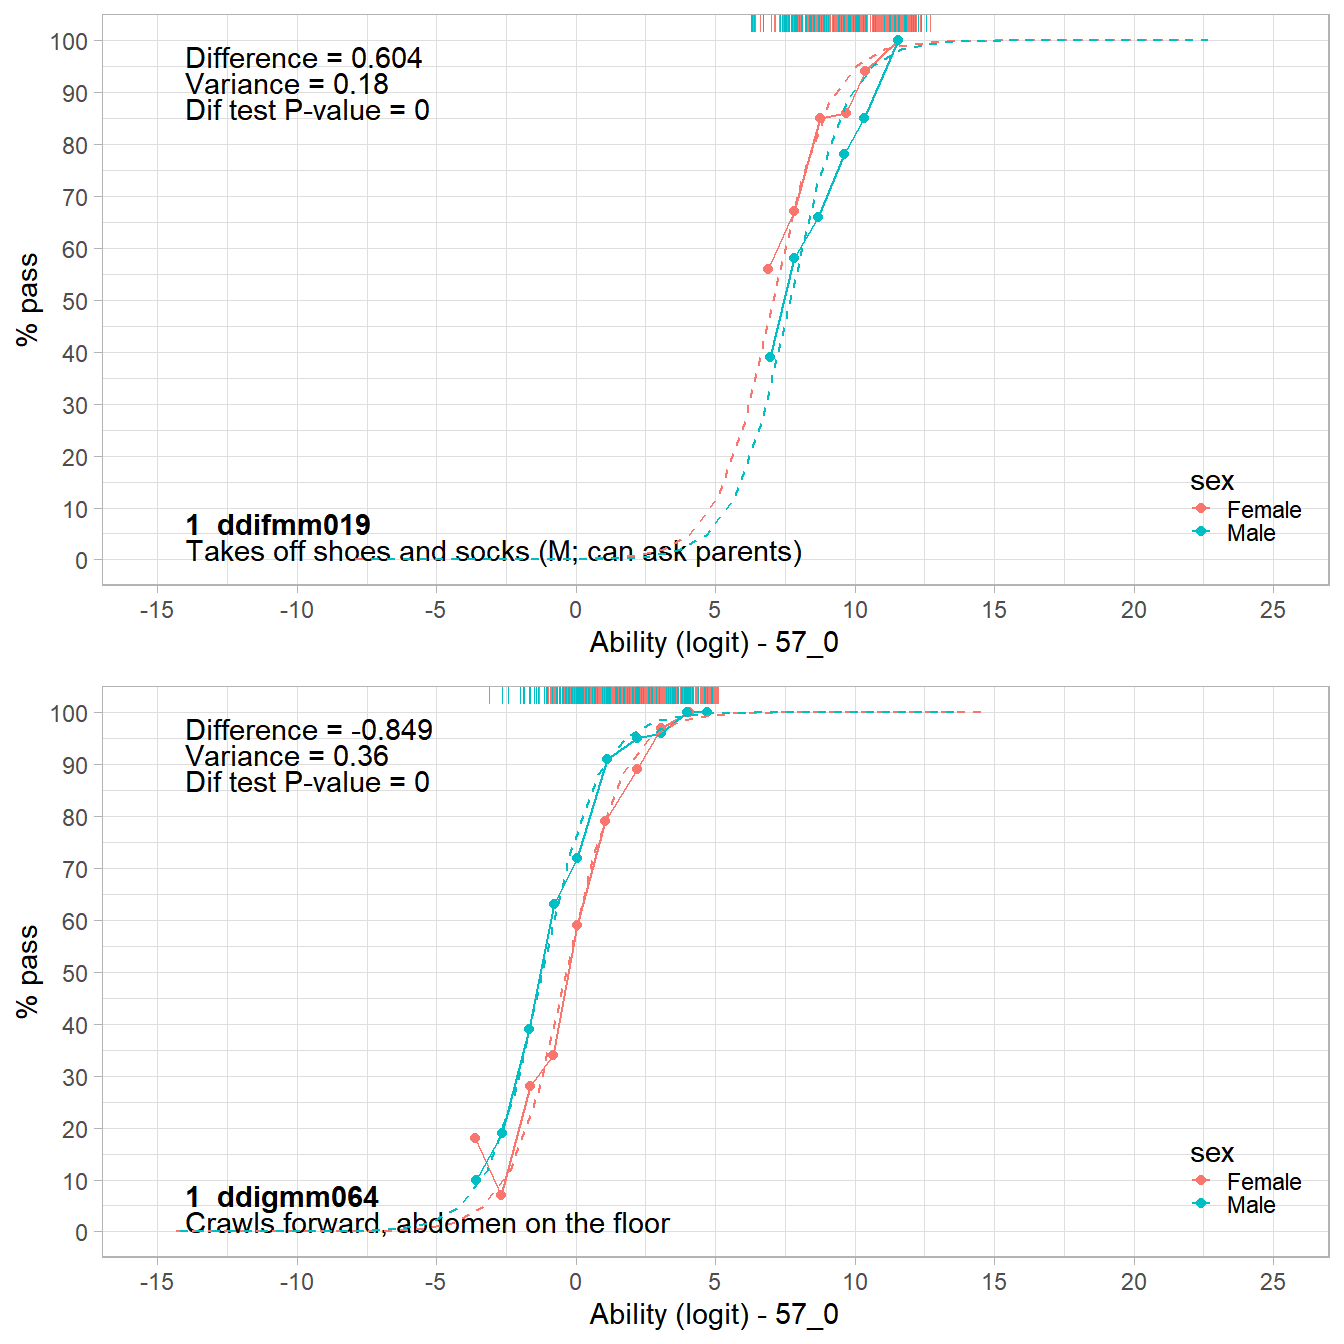 Difference = 0.604
Variance = 0.18
Dif test P-value = 0
100
90
80
70
60
50
40
30
20
10
0
% pass
1_ddifmm019
Takes off shoes and socks (M; can ask parents)
sex
Female
Male
-15 -10 -5 0 5 10 15 20 25
Ability (logit) - 57_0
Difference = -0.849
Variance = 0.36
Dif test P-value = 0
100
90
80
70
60
50
40
30
20
10
0
% pass
1_ddigmm064
Crawls forward, abdomen on the floor
sex
Female
Male
-15 -10 -5 0 5 10 15 20 25
Ability (logit) - 57_0